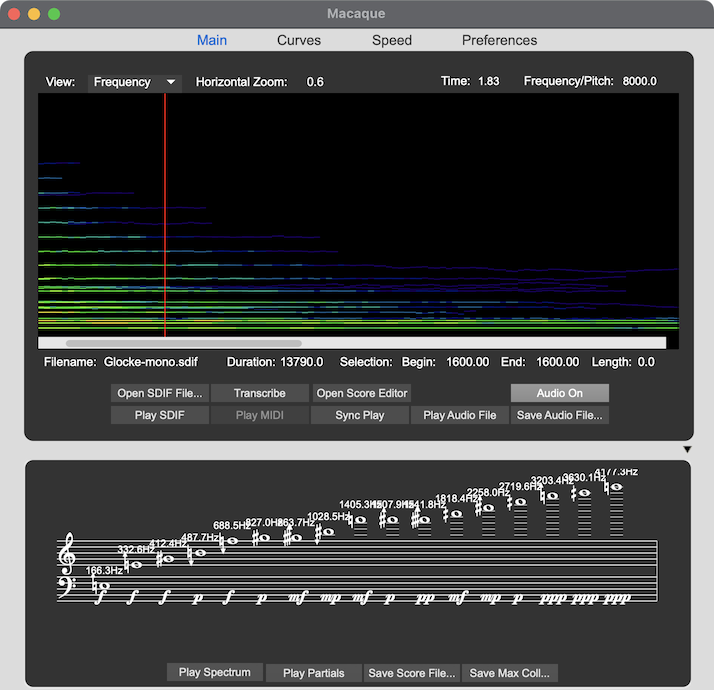 Macaque
Main Curves Speed Preferences
View: Frequency Horizontal Zoom: 0.6 Time: 1.83 Frequency/Pitch: 8000.0
Filename: Glocke-mono.sdif Duration: 13790.0 Selection: Begin: 1600.00 End: 1600.00 Length: 0.0
Open SDIF File... Transcribe Open Score Editor Audio On
Play SDIF Play MIDI Sync Play Play Audio File Save Audio File...
166.3Hz 332.6Hz 412.4Hz 487.7Hz 688.5Hz 827.0Hz 863.7Hz 1028.5Hz 1405.3Hz 1507.9Hz 1541.8Hz 1818.4Hz 2258.0Hz 2719.6Hz 3203.4Hz 3630.1Hz 4177.3Hz
f f f p f p mf mp mf p pp mf mp p ppp ppp ppp
Play Spectrum Play Partials Save Score File... Save Max Coll...